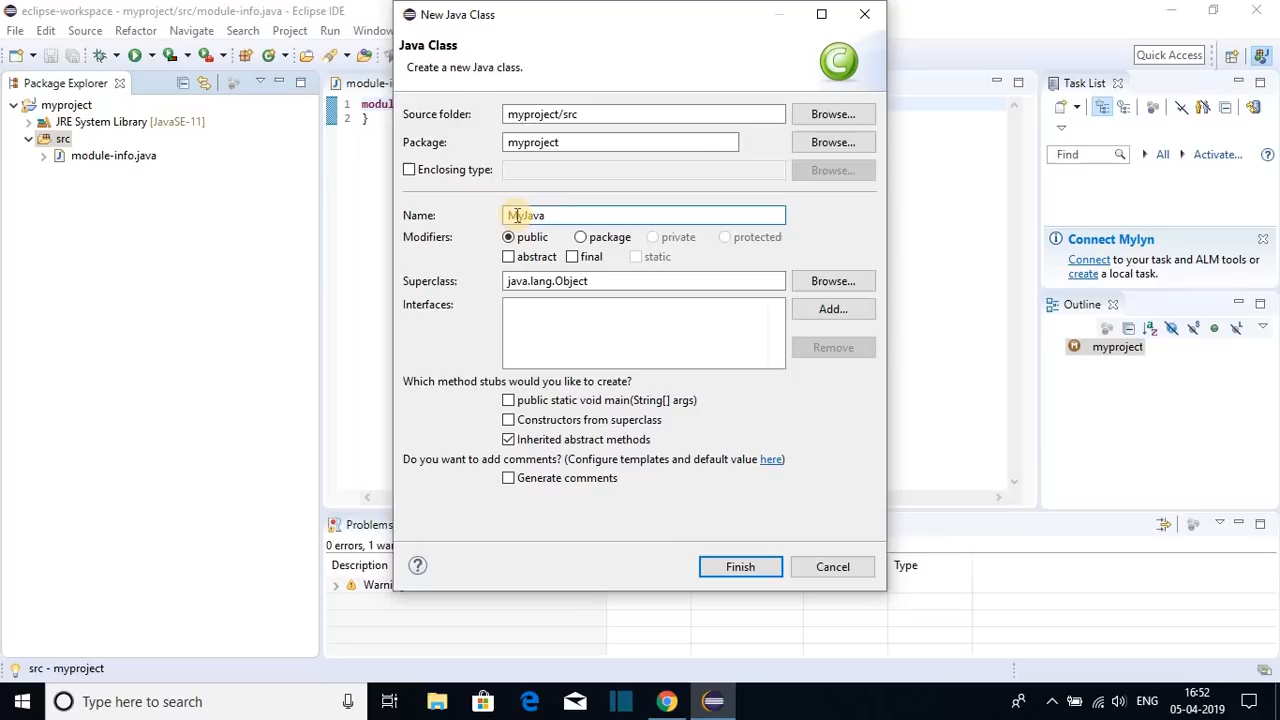 eclipse-workspace - myproject/src/module-info.java - Eclipse IDE
File Edit Source Refactor Navigate Search Project Run Window
Quick Access
Package Explorer
myproject
JRE System Library [JavaSE-11]
src
module-info.java
module-i
1 modul
2 }
New Java Class
Java Class
Create a new Java class.
Source folder: myproject/src Browse...
Package: myproject Browse...
Enclosing type: Browse...
Name: MyJava
Modifiers: public package private protected
abstract final static
Superclass: java.lang.Object Browse...
Interfaces: Add...
Remove
Which method stubs would you like to create?
public static void main(String[] args)
Constructors from superclass
Inherited abstract methods
Do you want to add comments? (Configure templates and default value here)
Generate comments
? Finish Cancel
Task List
Find All Activate... ?
Connect Mylyn
Connect to your task and ALM tools or
create a local task.
Outline
myproject
Problems
0 errors, 1 wa
Description Type
Warni
src - myproject
Type here to search
ENG
16:52
05-04-2019